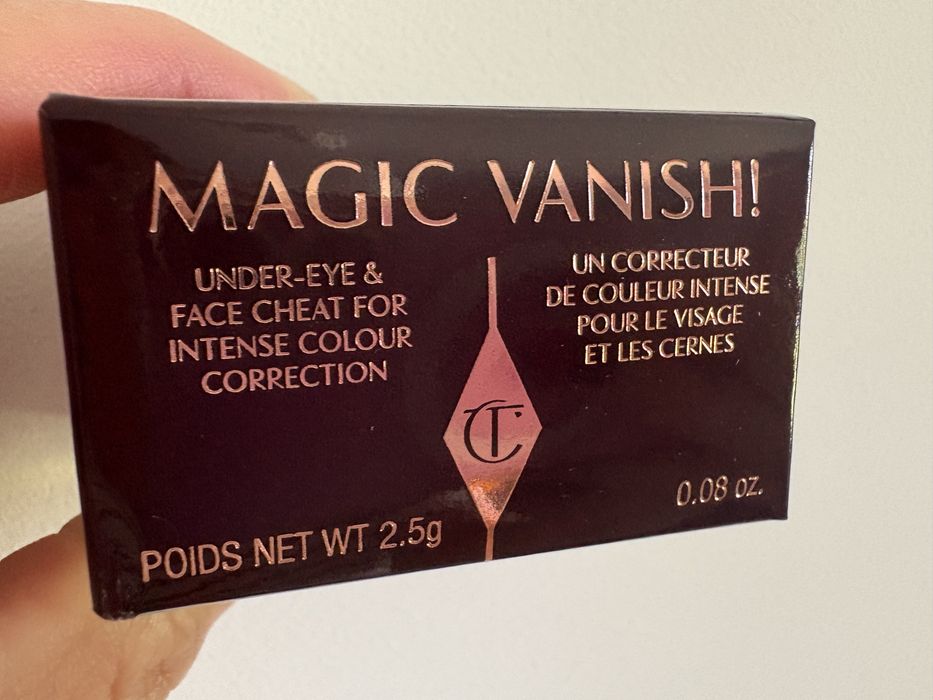 MAGIC VANISH!
UNDER-EYE &
FACE CHEAT FOR
INTENSE COLOUR
CORRECTION
UN CORRECTEUR
DE COULEUR INTENSE
POUR LE VISAGE
ET LES CERNES
CT
POIDS NET WT 2.5g
0.08 oz.